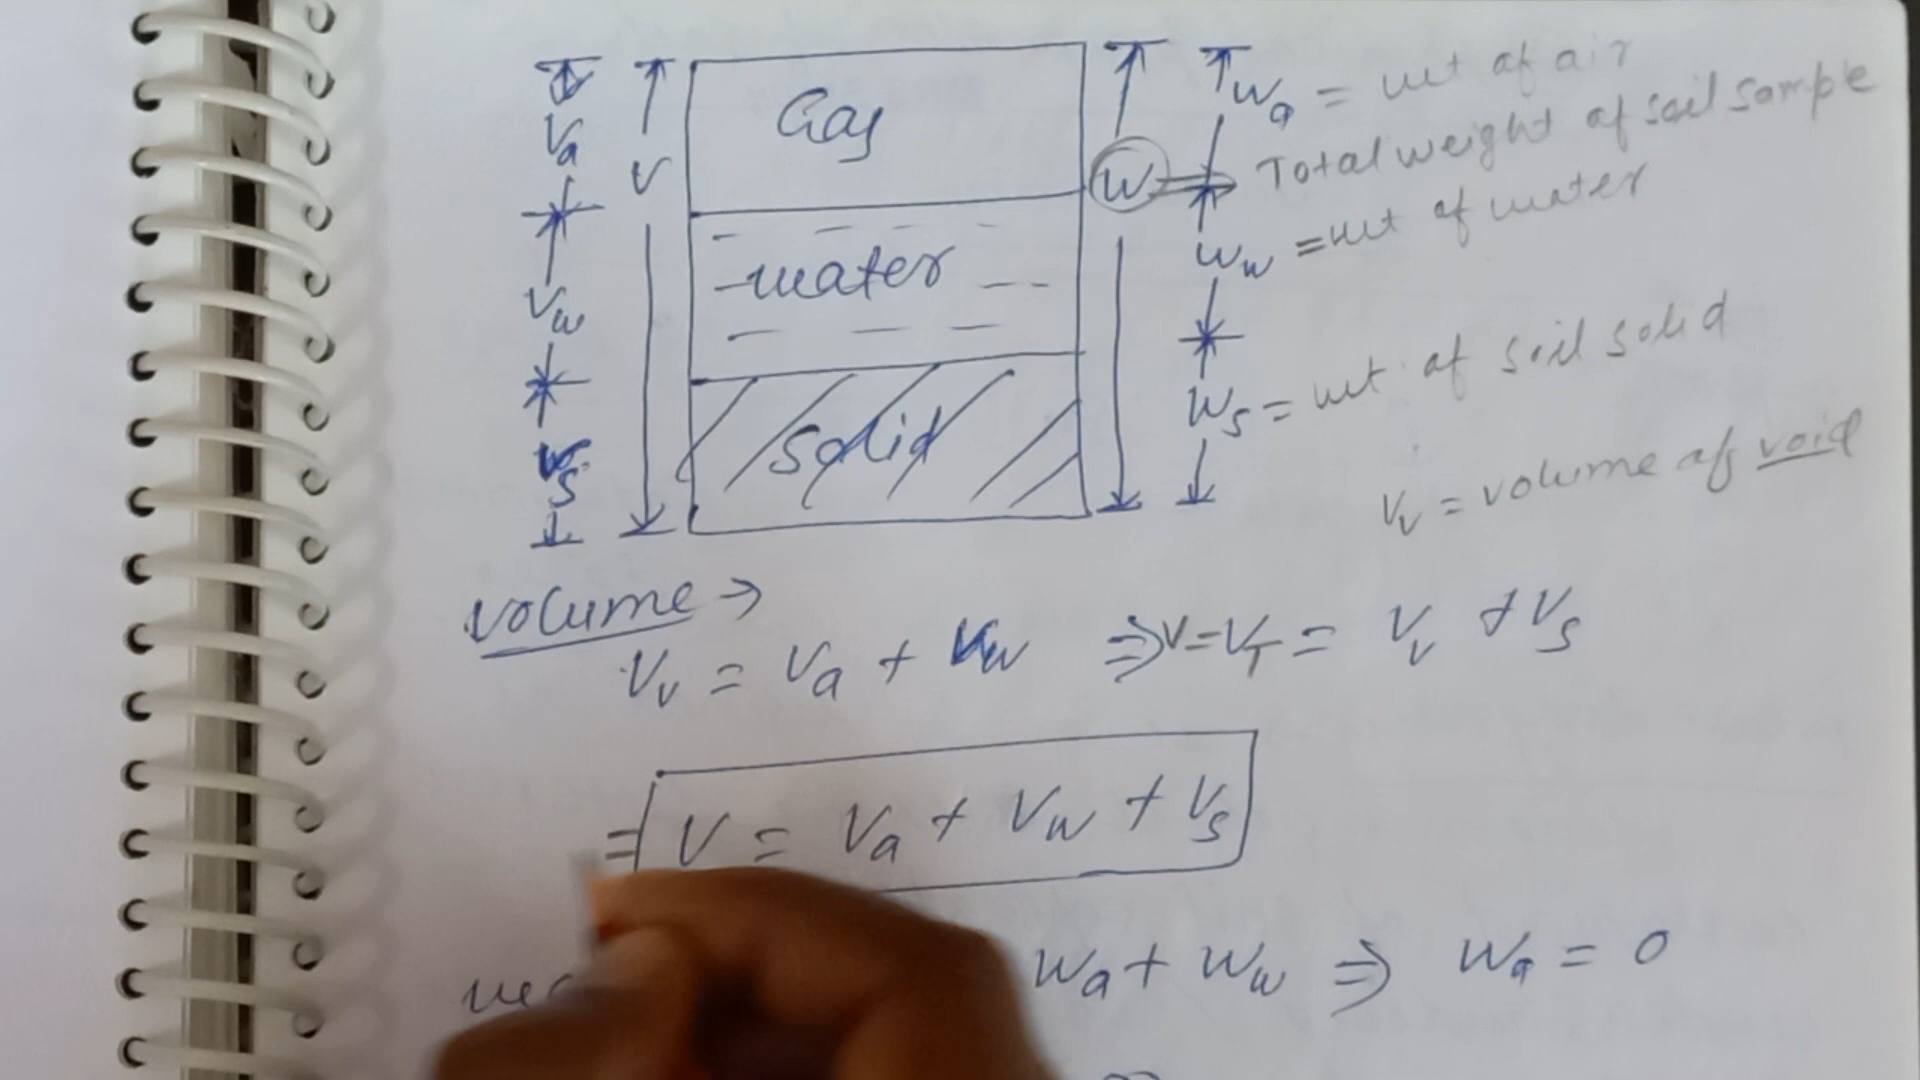 Gas
water
solid
Va
Vw
Vs
V
W ⇒ Total weight of soil sample
Wa = wt of air
Ww = wt of water
Ws = wt. of soil solid
Vv = volume of void
volume →
Vv = Va + Vw ⇒ V = VT = Vv + Vs
= V = Va + Vw + Vs
Wa + Ww ⇒ Wa = 0